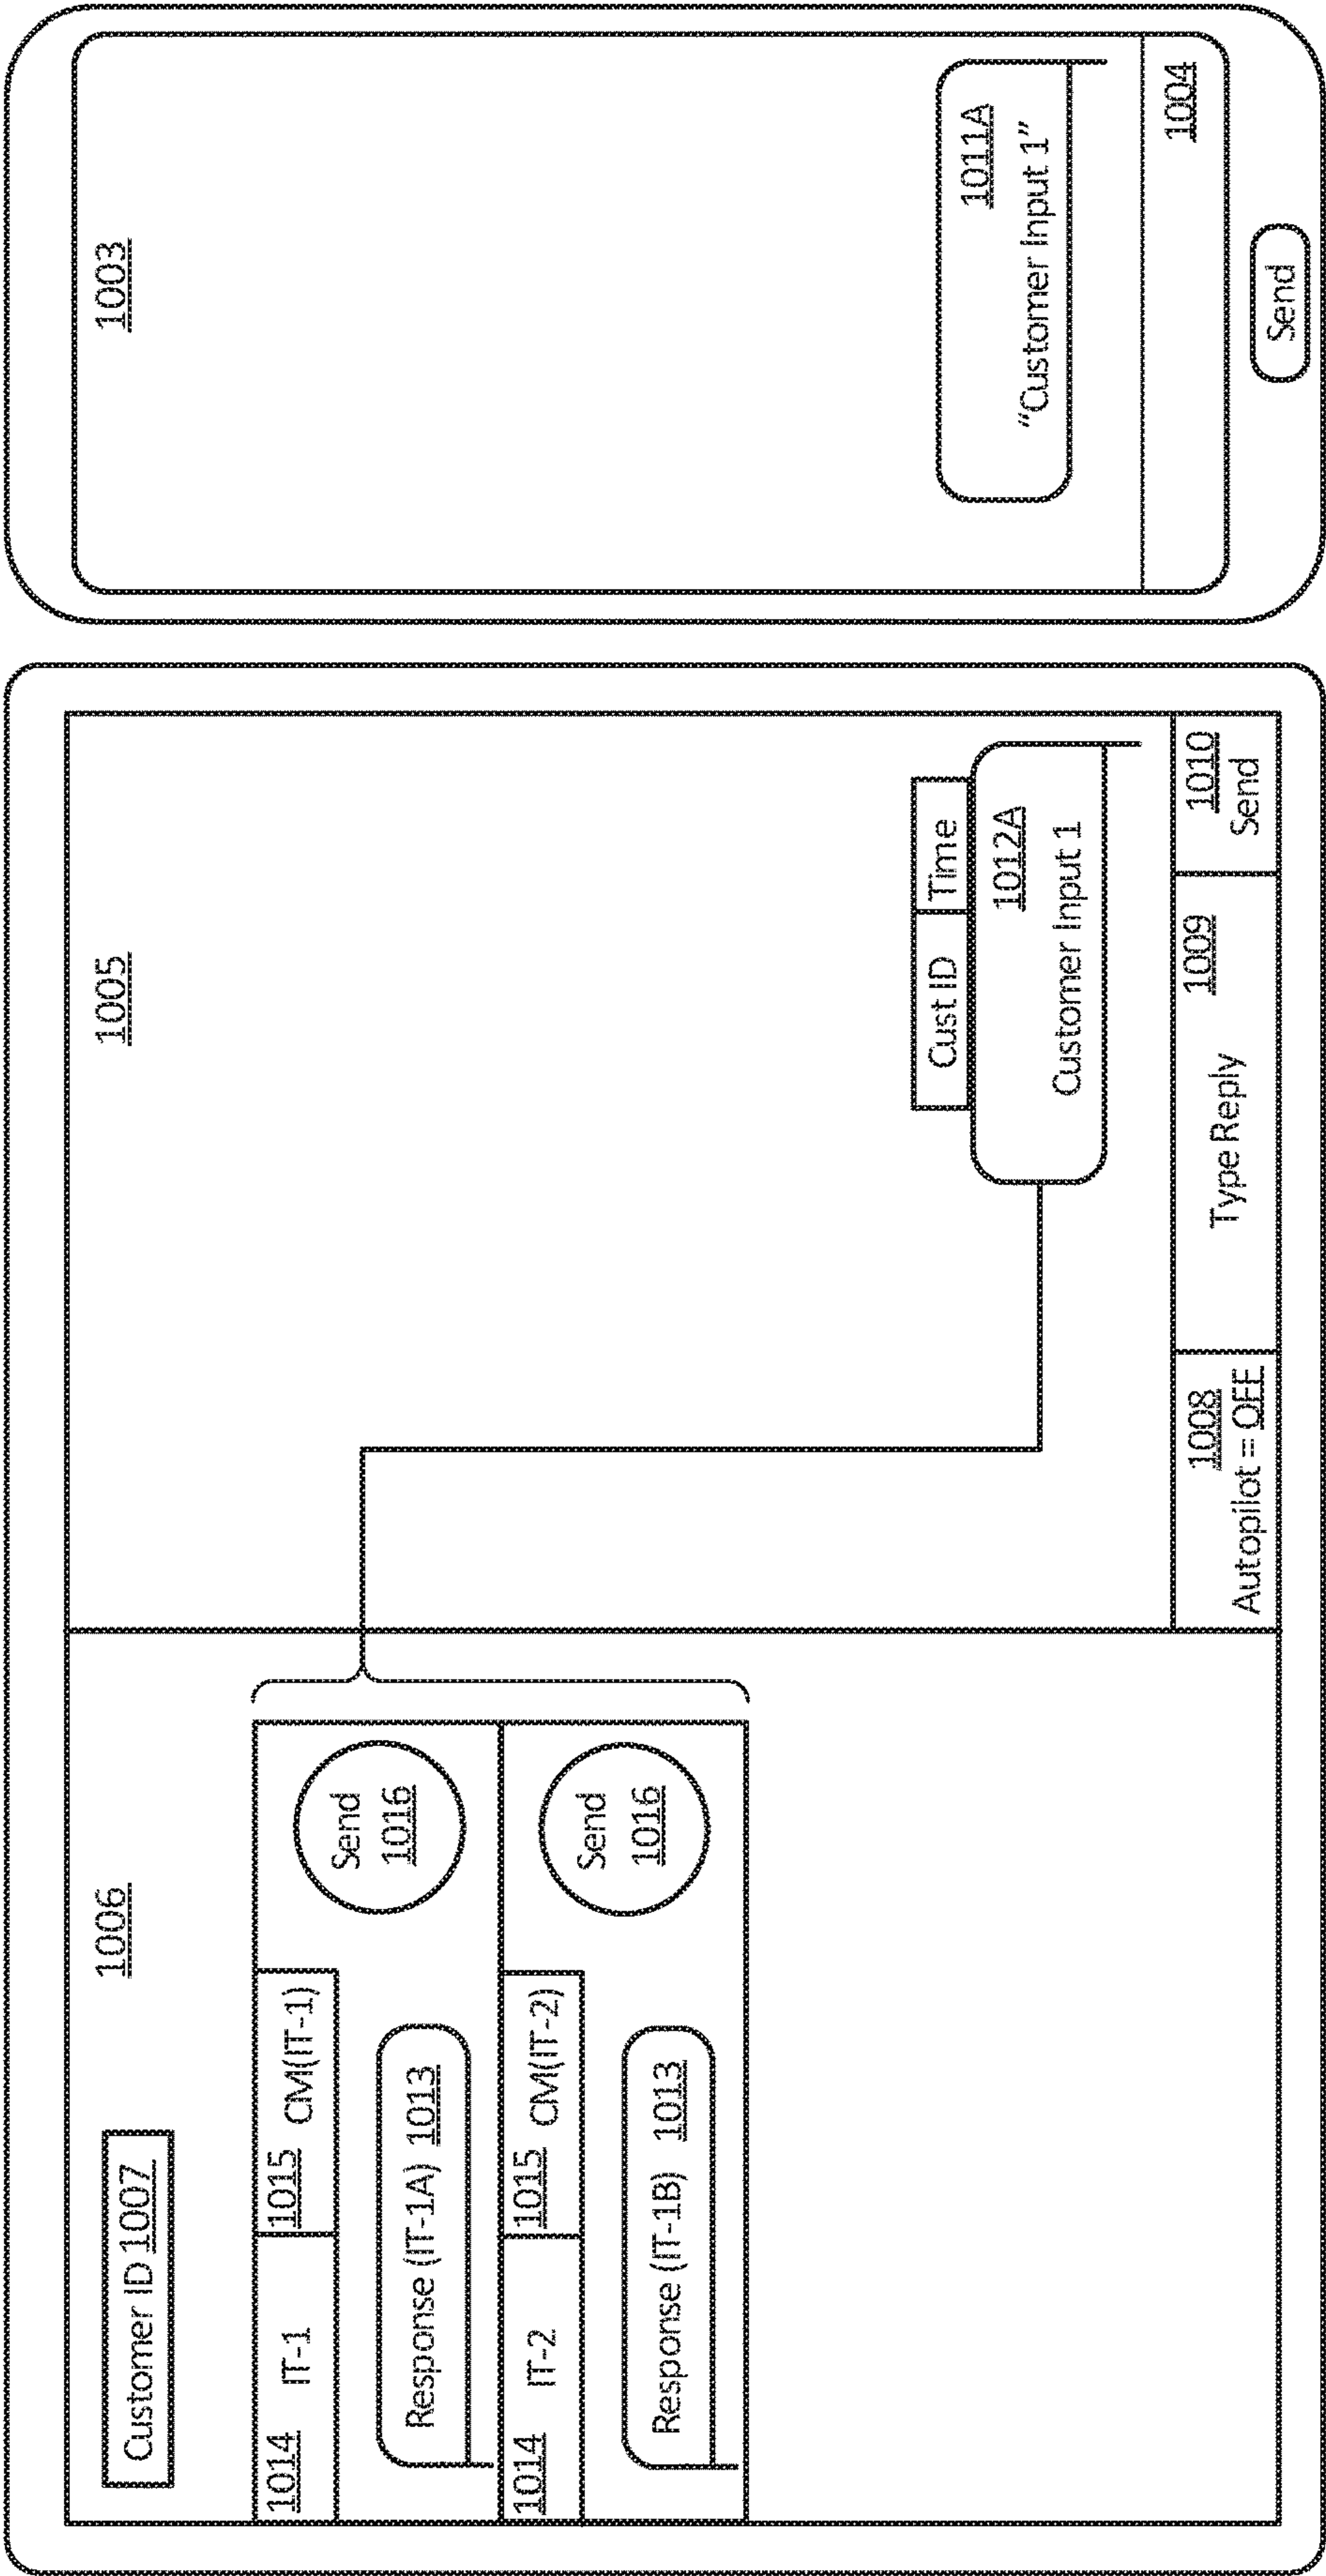 1006
Customer ID 1007
1014 IT-1
1015 CM(IT-1)
Response (IT-1A) 1013
Send
1016
1014 IT-2
1015 CM(IT-2)
Response (IT-1B) 1013
Send
1016
1005
Cust ID
Time
1012A
Customer Input 1
1008
Autopilot = OFF
1009
Type Reply
1010
Send
1003
1011A
“Customer Input 1”
1004
Send